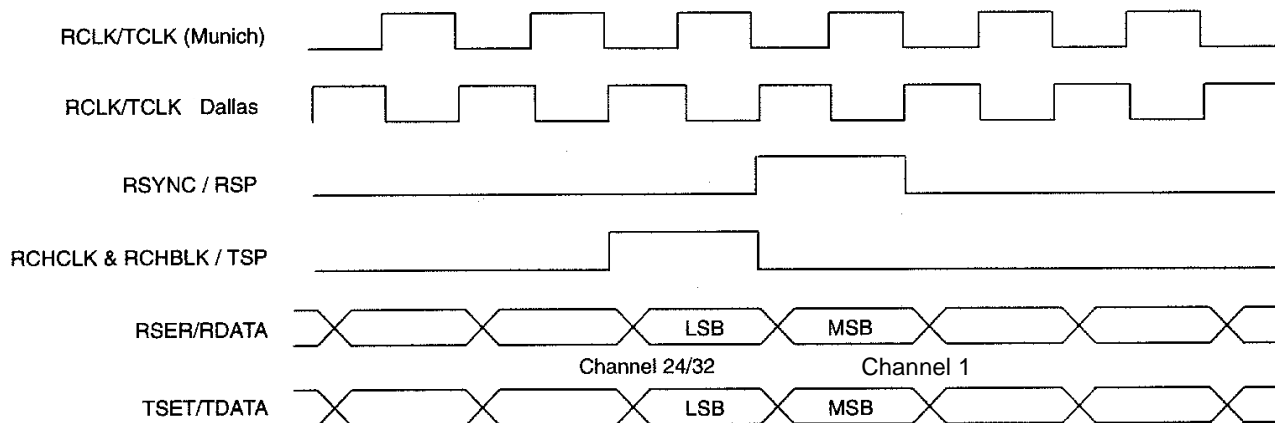 RCLK/TCLK (Munich)
RCLK/TCLK Dallas
RSYNC / RSP
RCHCLK & RCHBLK / TSP
RSER/RDATA LSB MSB
Channel 24/32 Channel 1
TSET/TDATA LSB MSB